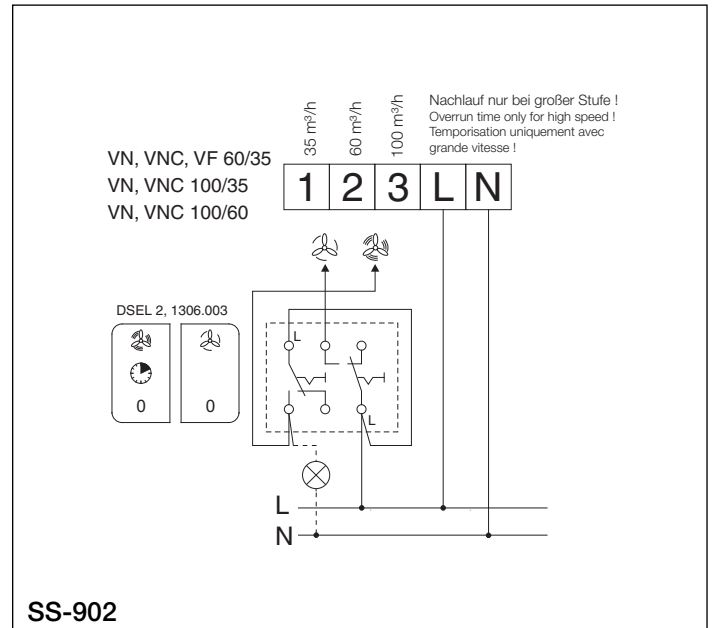 35 m³/h
60 m³/h
100 m³/h
Nachlauf nur bei großer Stufe !
Overrun time only for high speed !
Temporisation uniquement avec
grande vitesse !
VN, VNC, VF 60/35
VN, VNC 100/35
VN, VNC 100/60
1 2 3 L N
DSEL 2, 1306.003
L
0 0
L
L
N
SS-902